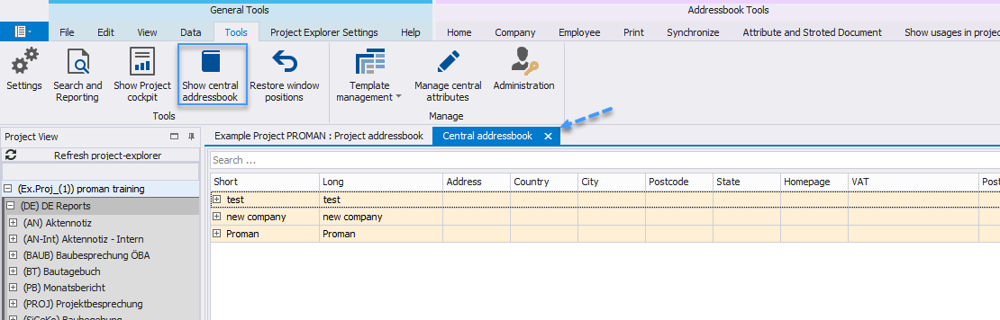 General Tools Addressbook Tools
File Edit View Data Tools Project Explorer Settings Help Home Company Employee Print Synchronize Attribute and Stroted Document Show usages in projec
Settings Search and Reporting Show Project cockpit Show central addressbook Restore window positions Template management Manage central attributes Administration
Tools Manage
Project View Example Project PROMAN : Project addressbook Central addressbook
Refresh project-explorer Search ...
Short Long Address Country City Postcode State Homepage VAT Post
(Ex.Proj_(1)) proman training test test
(DE) DE Reports new company new company
(AN) Aktennotiz Proman Proman
(AN-Int) Aktennotiz - Intern
(BAUB) Baubesprechung ÖBA
(BT) Bautagebuch
(PB) Monatsbericht
(PROJ) Projektbesprechung
(SiGeKo) Baubegehung